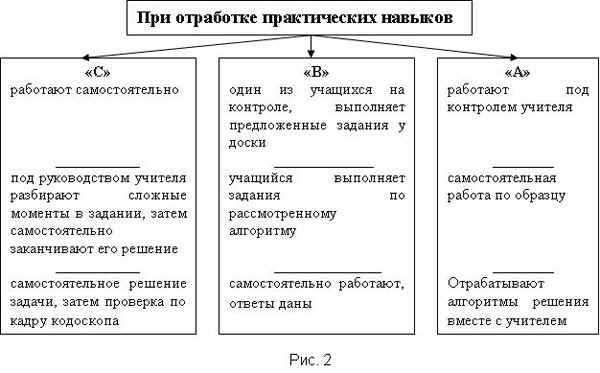 При отработке практических навыков
«С»
работают самостоятельно
под руководством учителя
разбирают сложные
моменты в задании, затем
самостоятельно
заканчивают его решение
самостоятельное решение
задачи, затем проверка по
кадру кодоскопа
«В»
один из учащихся на
контроле, выполняет
предложенные задания у
доски
учащийся выполняет
задания по
рассмотренному
алгоритму
самостоятельно работают,
ответы даны
«А»
работают под
контролем учителя
самостоятельная
работа по образцу
Отрабатывают
алгоритмы решения
вместе с учителем
Рис. 2